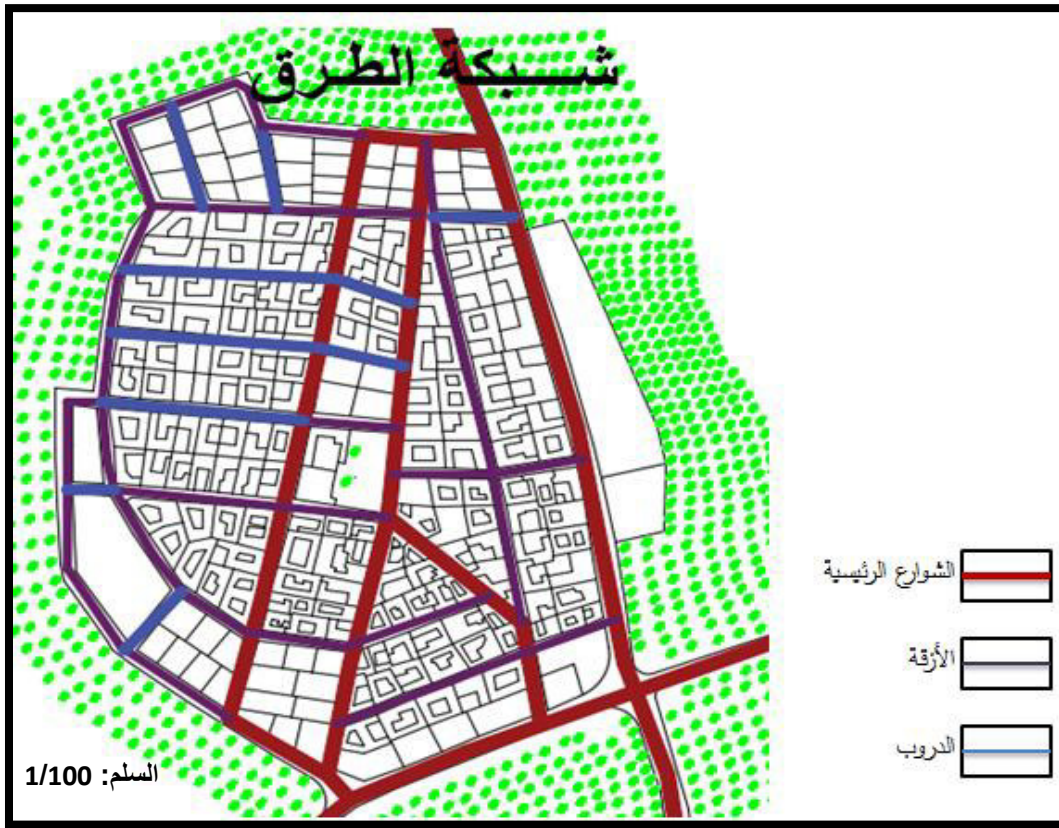 شبكة الطرق
الشوارع الرئيسية
الأزقة
الدروب
السلم: 1/100